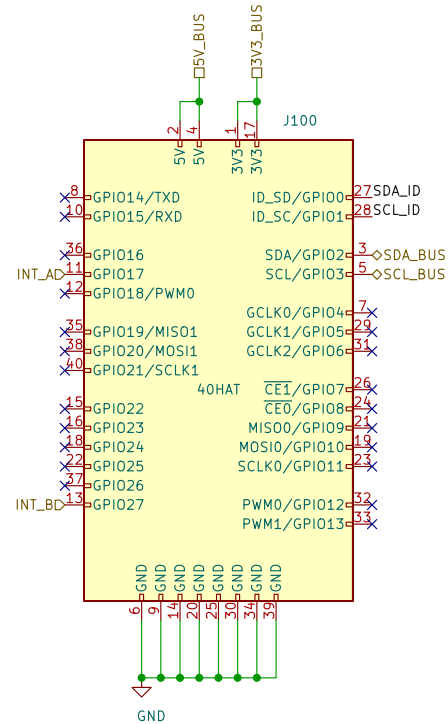 5V_BUS
3V3_BUS
J100
2
4
1
17
5V
5V
3V3
3V3
8
GPIO14/TXD
ID_SD/GPIO0
27
SDA_ID
10
GPIO15/RXD
ID_SC/GPIO1
28
SCL_ID
36
GPIO16
SDA/GPIO2
3
SDA_BUS
INT_A
11
GPIO17
SCL/GPIO3
5
SCL_BUS
12
GPIO18/PWM0
GCLK0/GPIO4
7
35
GPIO19/MISO1
GCLK1/GPIO5
29
38
GPIO20/MOSI1
GCLK2/GPIO6
31
40
GPIO21/SCLK1
40HAT
CE1/GPIO7
26
15
GPIO22
CE0/GPIO8
24
16
GPIO23
MISO0/GPIO9
21
18
GPIO24
MOSI0/GPIO10
19
22
GPIO25
SCLK0/GPIO11
23
37
GPIO26
INT_B
13
GPIO27
PWM0/GPIO12
32
PWM1/GPIO13
33
GND
GND
GND
GND
GND
GND
GND
GND
6
9
14
20
25
30
34
39
GND